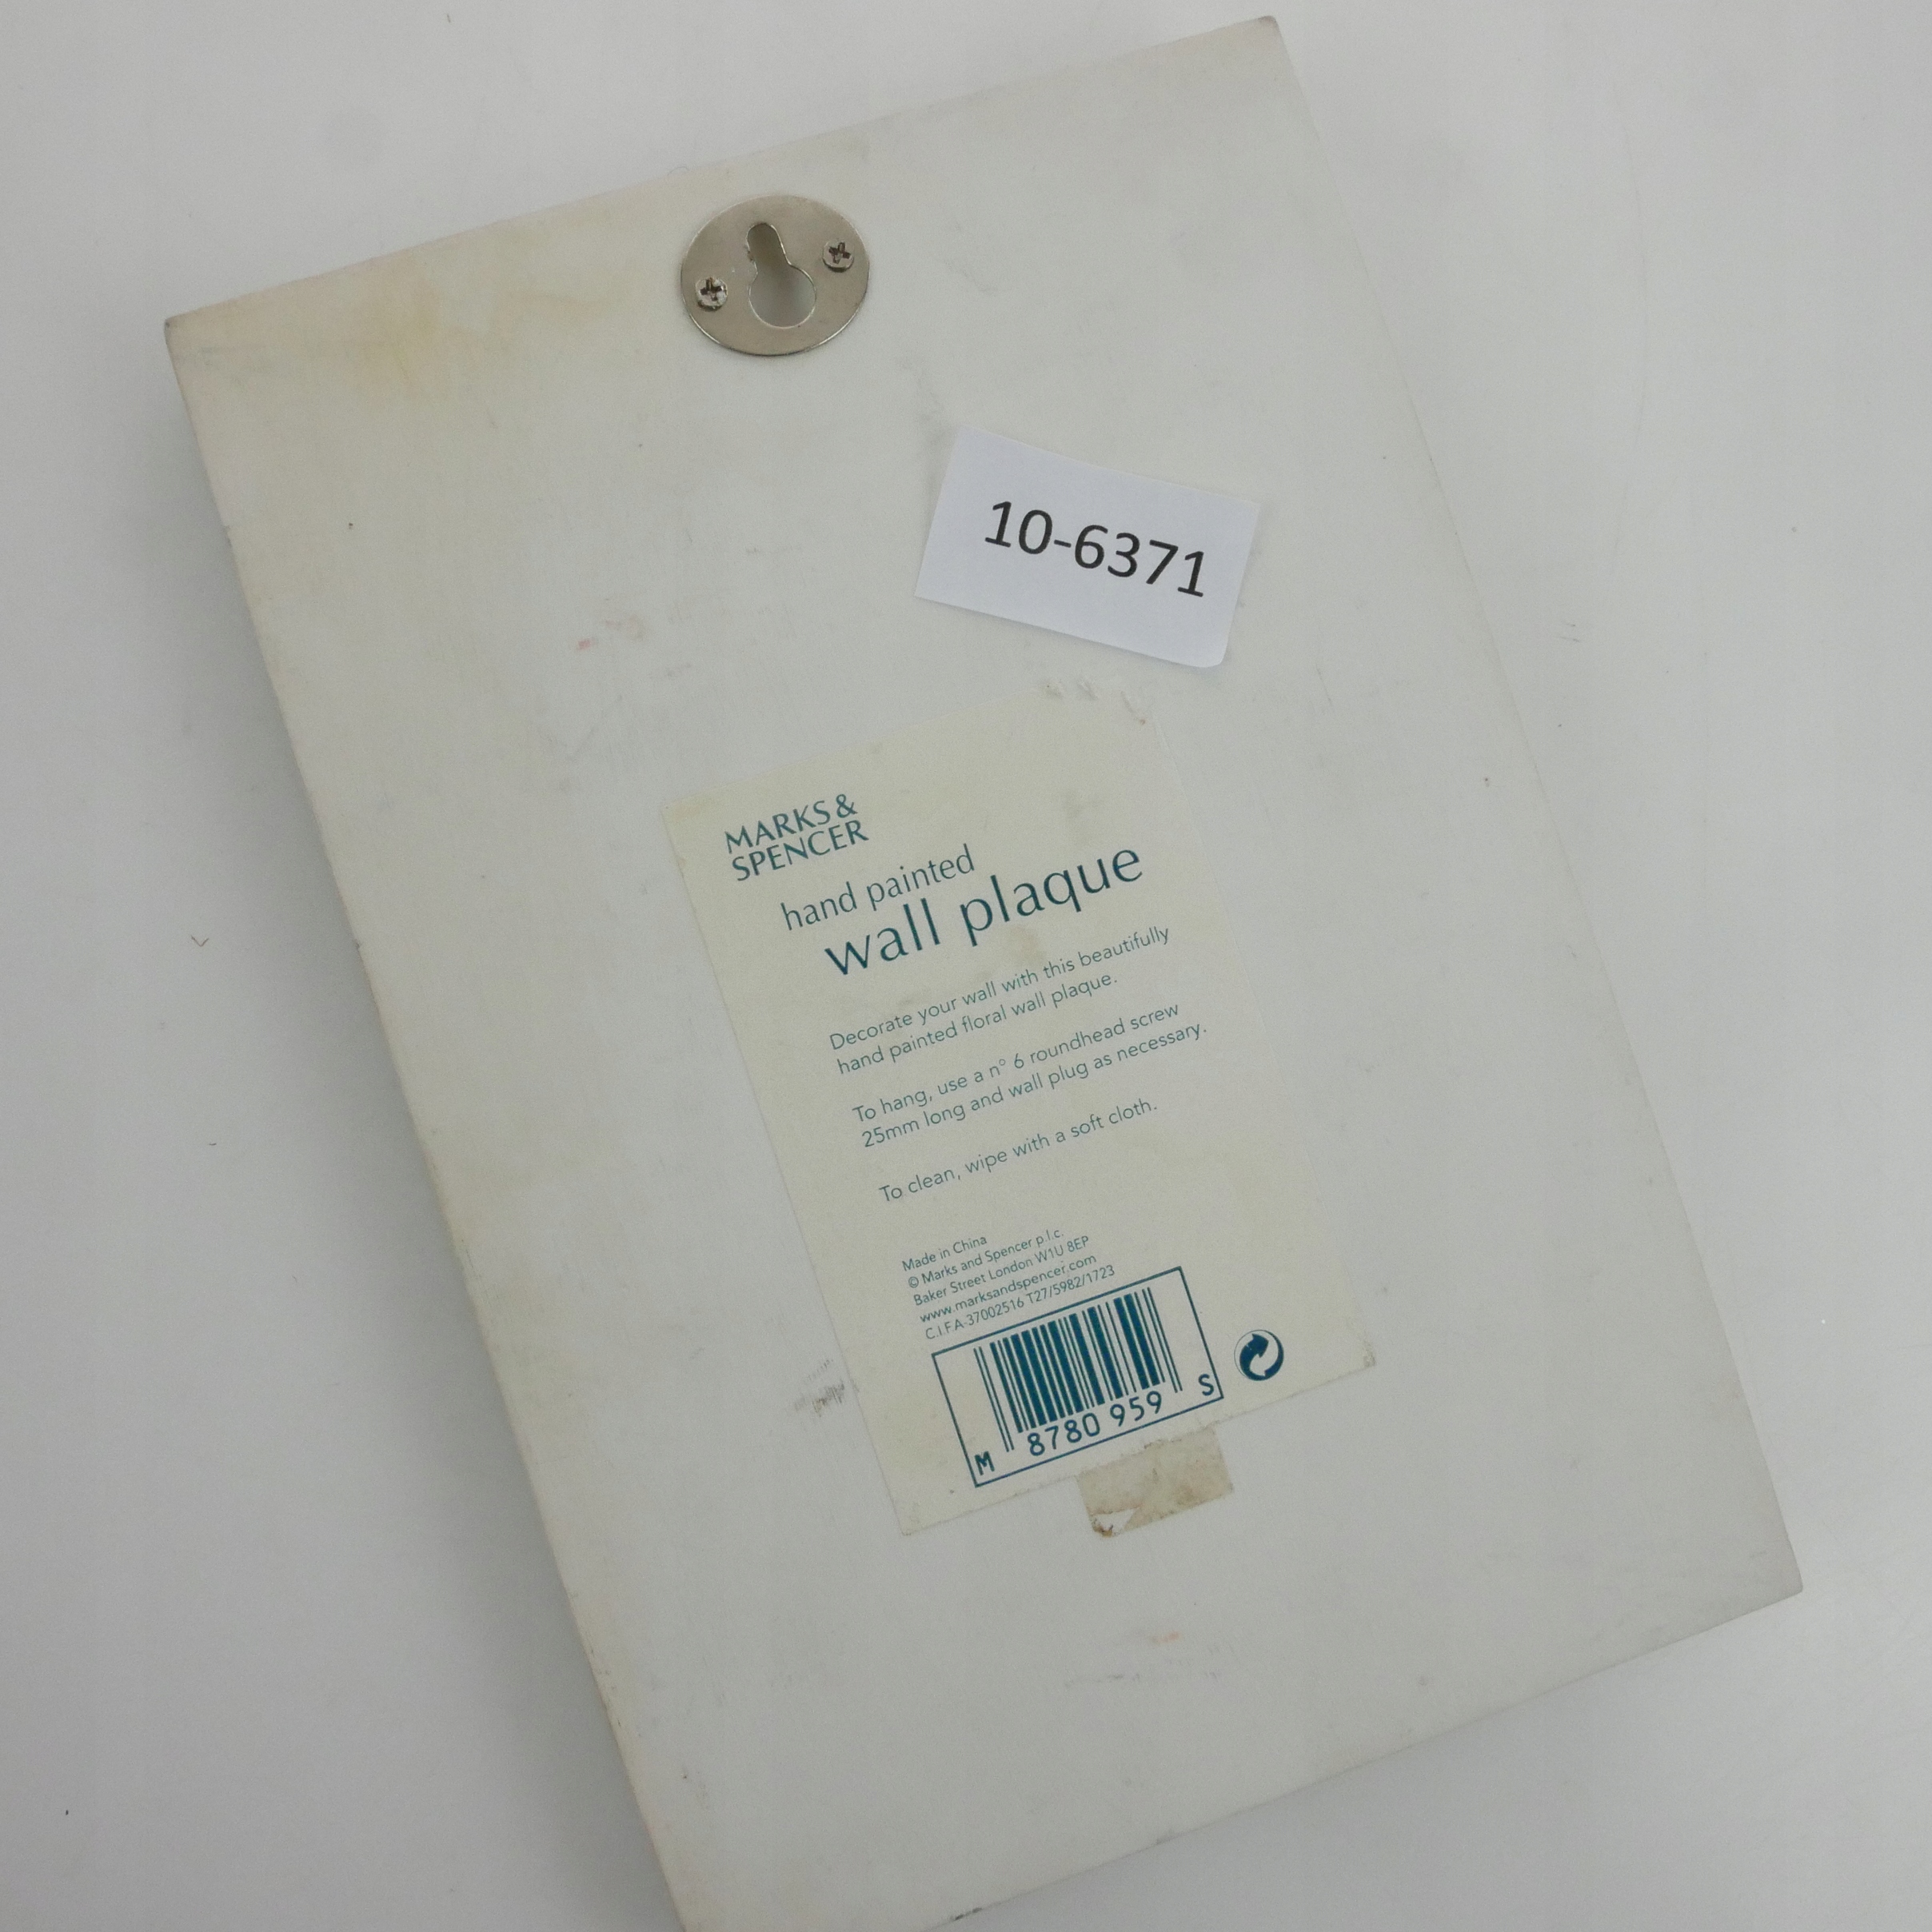 10-6371
MARKS &
SPENCER
hand painted
wall plaque
Decorate your wall with this beautifully
hand painted floral wall plaque.
To hang, use a n° 6 roundhead screw
25mm long and wall plug as necessary.
To clean, wipe with a soft cloth.
Made in China
© Marks and Spencer p.l.c.
Baker Street London W1U 8EP
www.marksandspencer.com
C.I.F.A-37002516 T27/5982/1723
M 8780 959 S